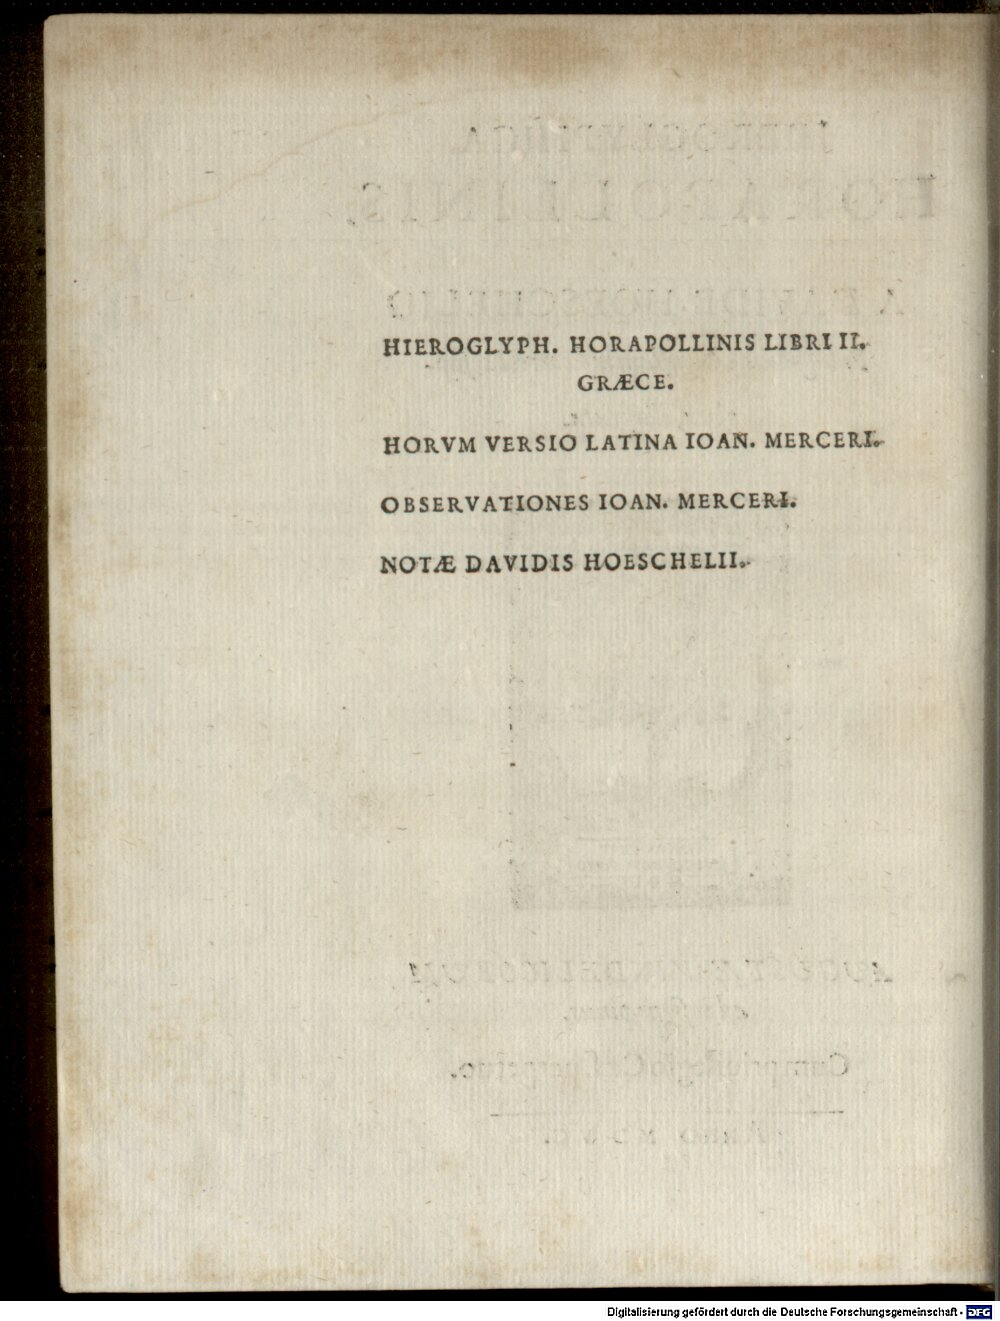 HIEROGLYPH. HORAPOLLINIS LIBRI II.
GRÆCE.
HORVM VERSIO LATINA IOAN. MERCERI.
OBSERVATIONES IOAN. MERCERI.
NOTÆ DAVIDIS HOESCHELII.
Digitalisierung gefördert durch die Deutsche Forschungsgemeinschaft - DFG